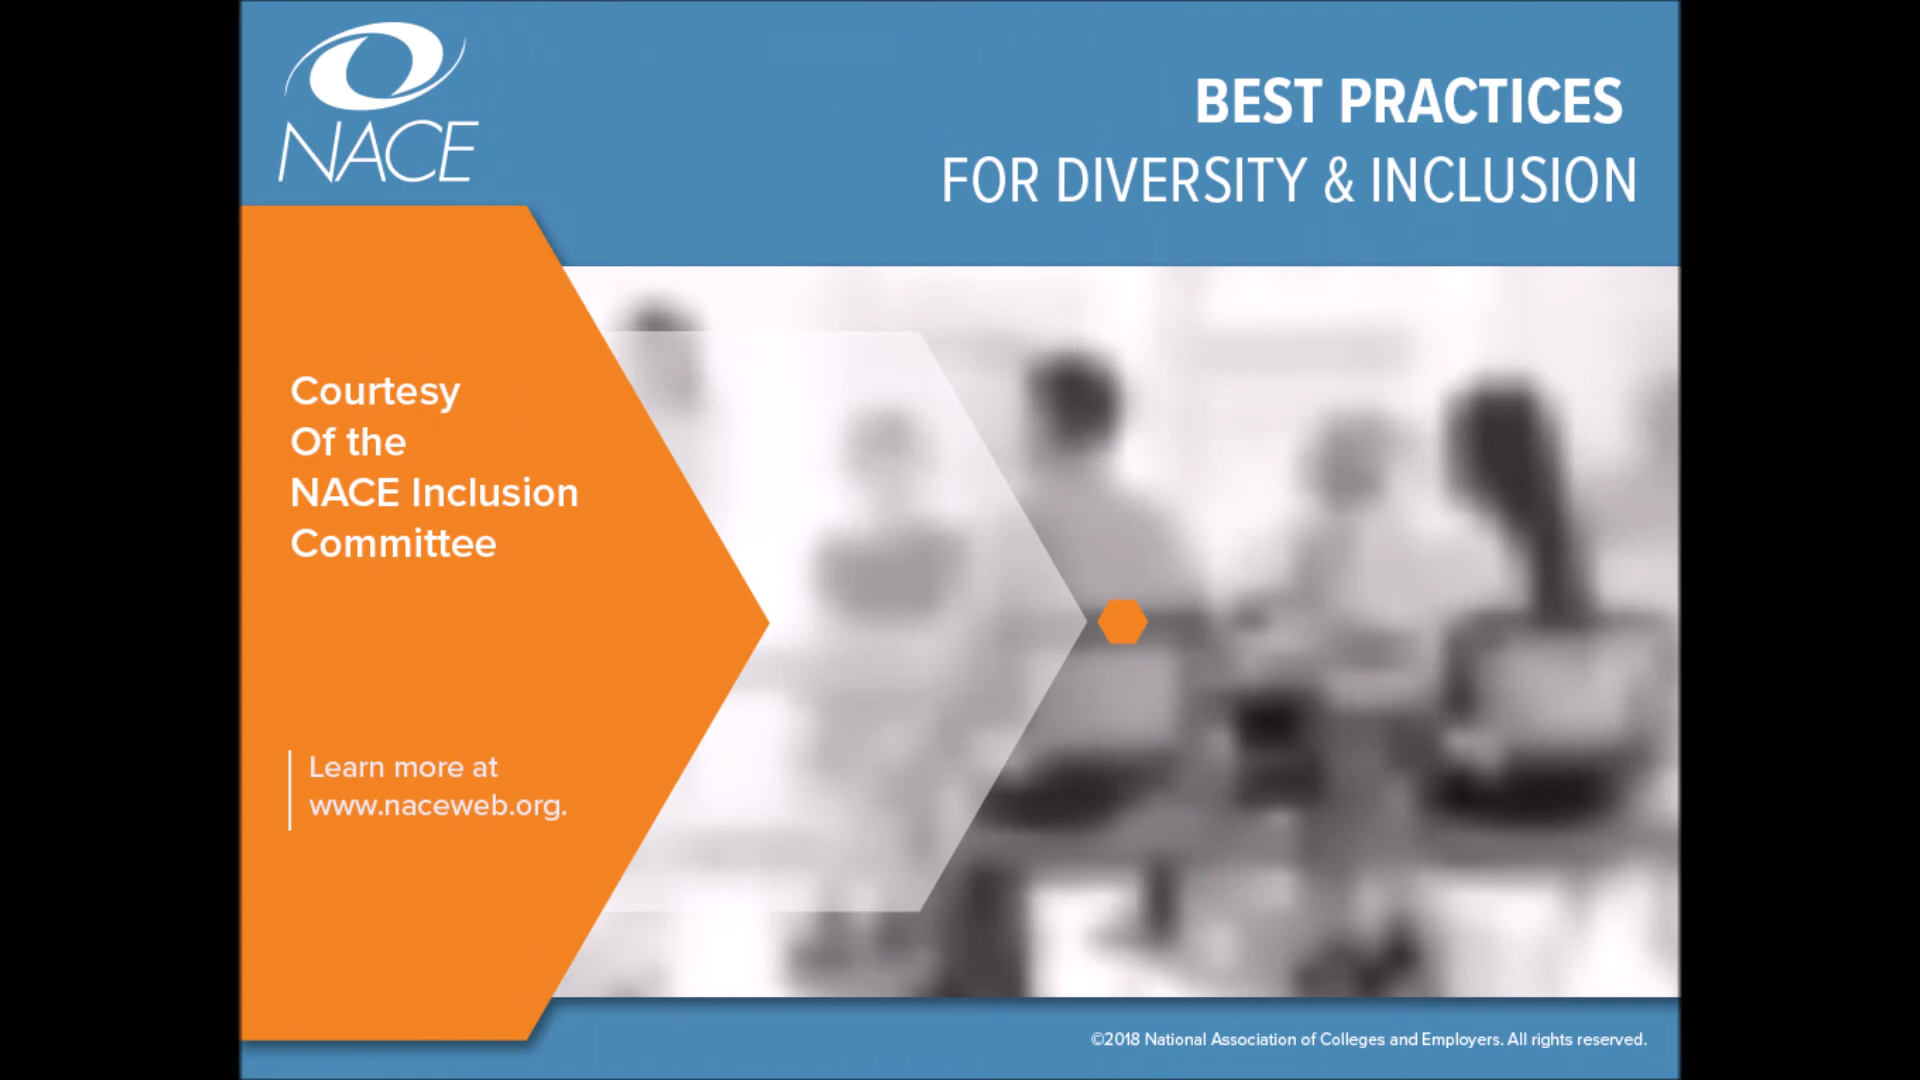 NACE
BEST PRACTICES
FOR DIVERSITY & INCLUSION
Courtesy
Of the
NACE Inclusion
Committee
Learn more at
www.naceweb.org.
©2018 National Association of Colleges and Employers. All rights reserved.